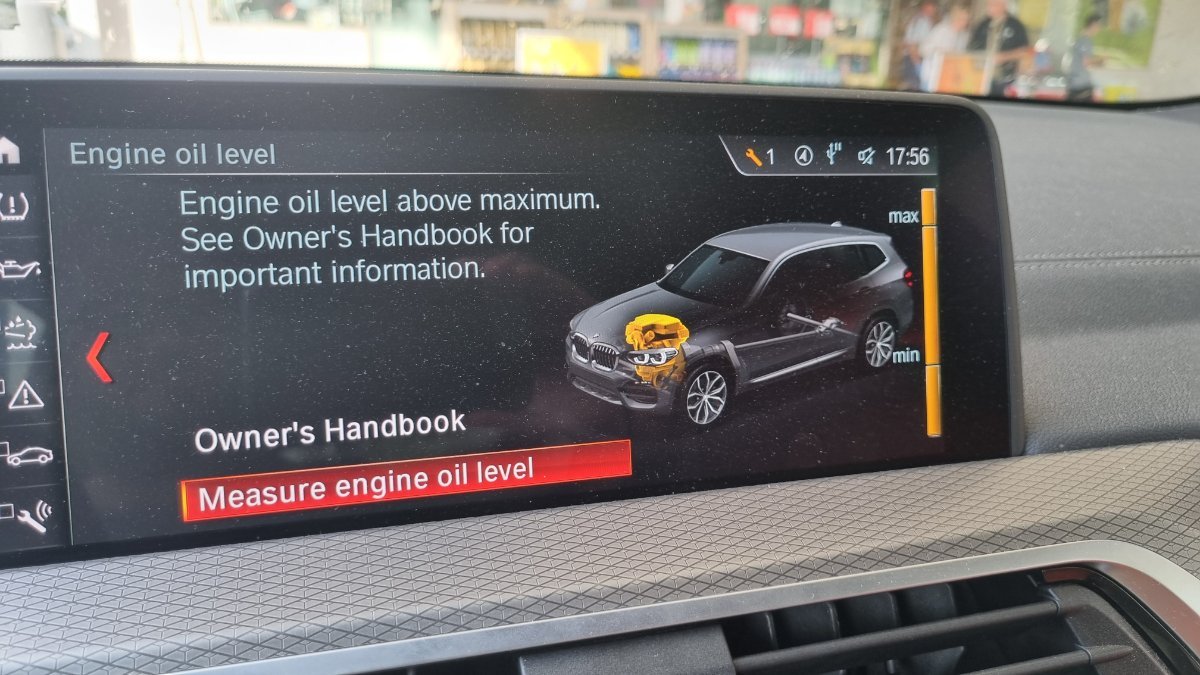 Engine oil level
1 17:56
Engine oil level above maximum.
See Owner's Handbook for
important information.
max
min
Owner's Handbook
Measure engine oil level